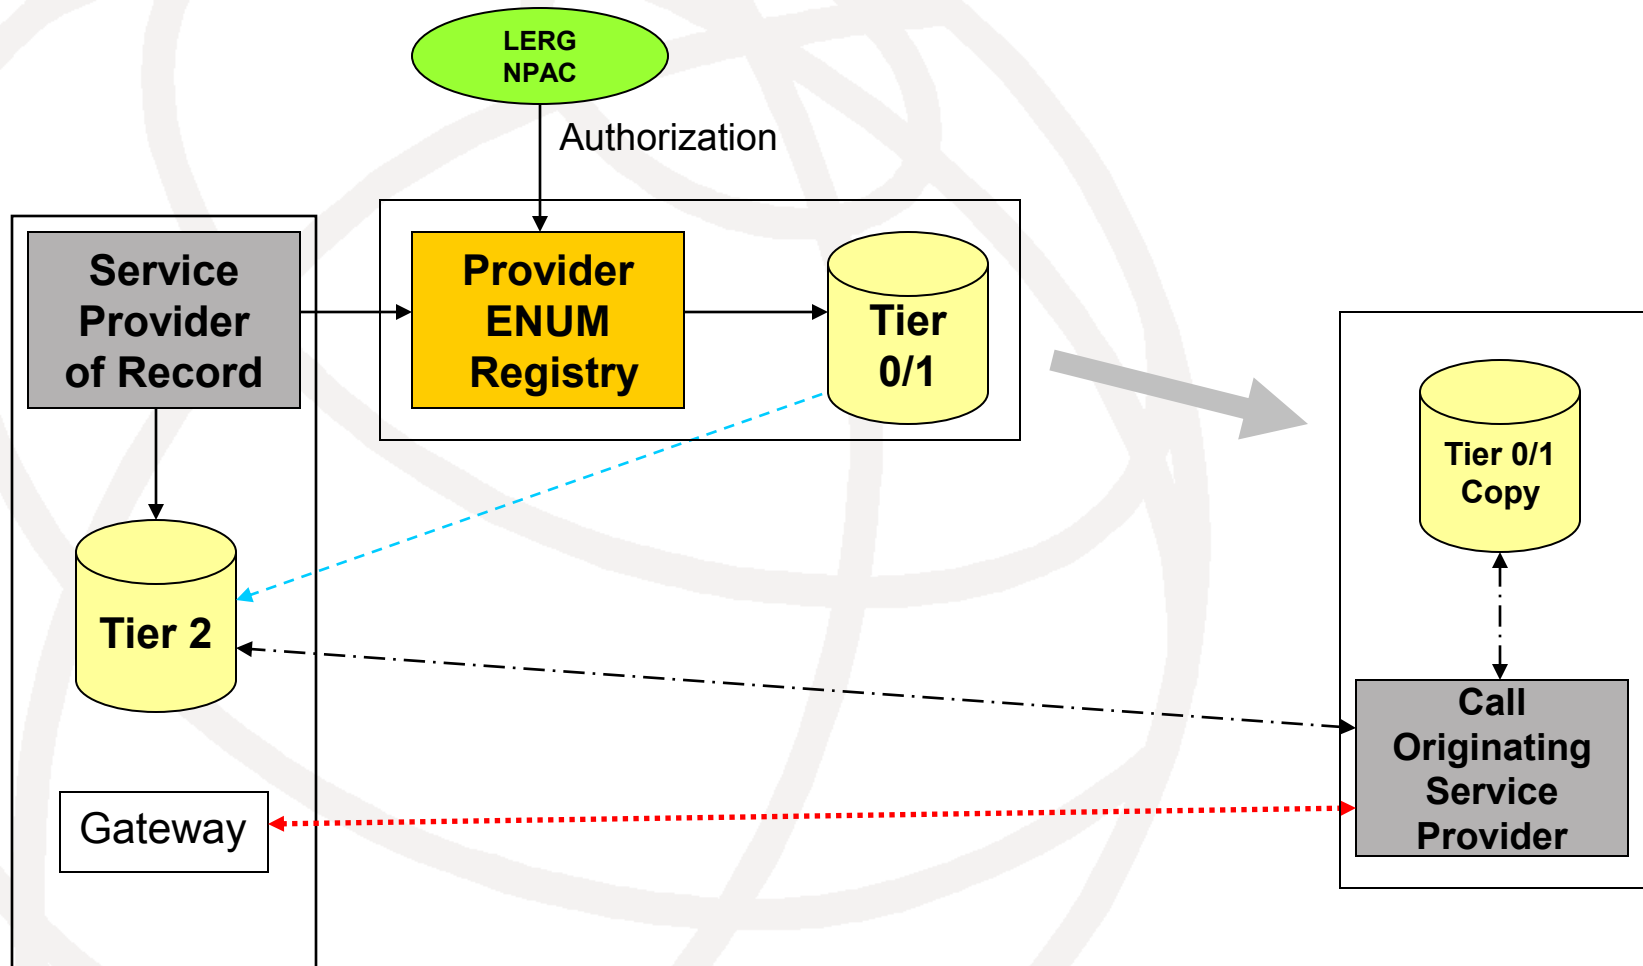 LERG
NPAC
Authorization
Service
Provider
of Record
Provider
ENUM
Registry
Tier
0/1
Tier 0/1
Copy
Tier 2
Call
Originating
Service
Provider
Gateway